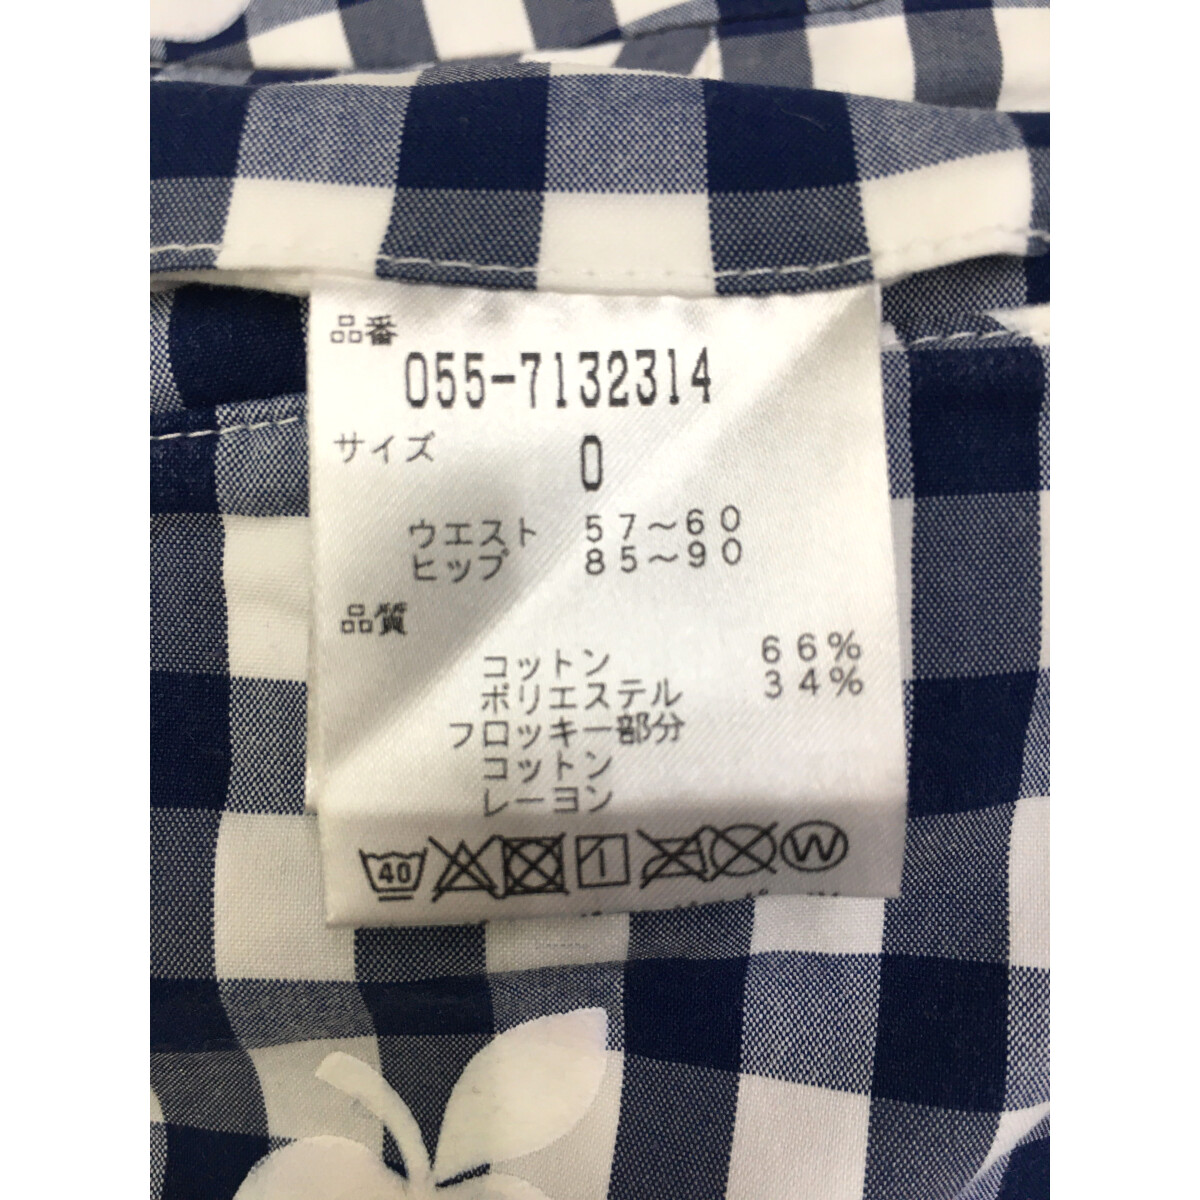 品番
055-7132314
サイズ
0
ウエスト 57～60
ヒップ 85～90
品質
コットン 66%
ポリエステル 34%
フロッキー部分
コットン
レーヨン
40 W